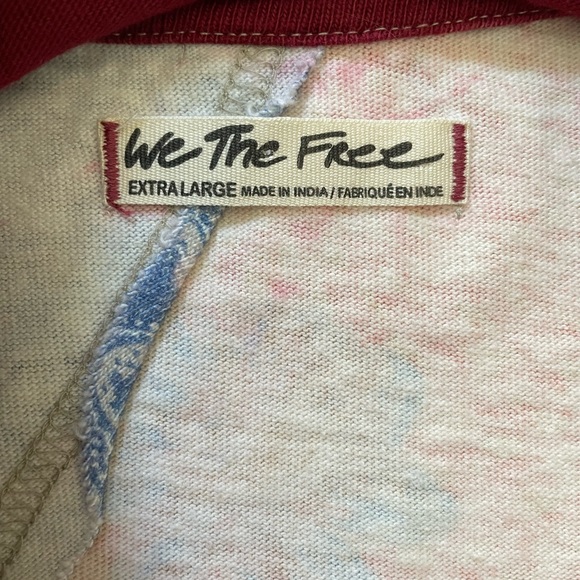 We The Free
EXTRA LARGE MADE IN INDIA / FABRIQUÉ EN INDE